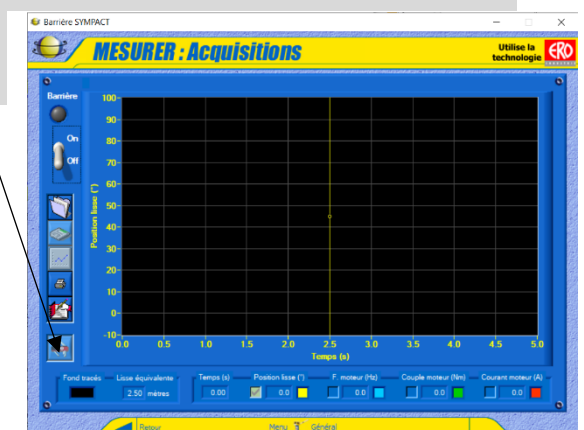 Barrière SYMPACT
MESURER : Acquisitions
Utilise la
technologie
ERO
Barrière
On
Off
Position lisse (°)
100
90
80
70
60
50
40
30
20
10
0
-10
0.0 0.5 1.0 1.5 2.0 2.5 3.0 3.5 4.0 4.5 5.0
Temps (s)
Fond tracés Lisse équivalente Temps (s) Position lisse (°) F. moteur (Hz) Couple moteur (Nm) Courant moteur (A)
2.50 mètres 0.00 0.0 0.0 0.0 0.0
Retour Menu Général